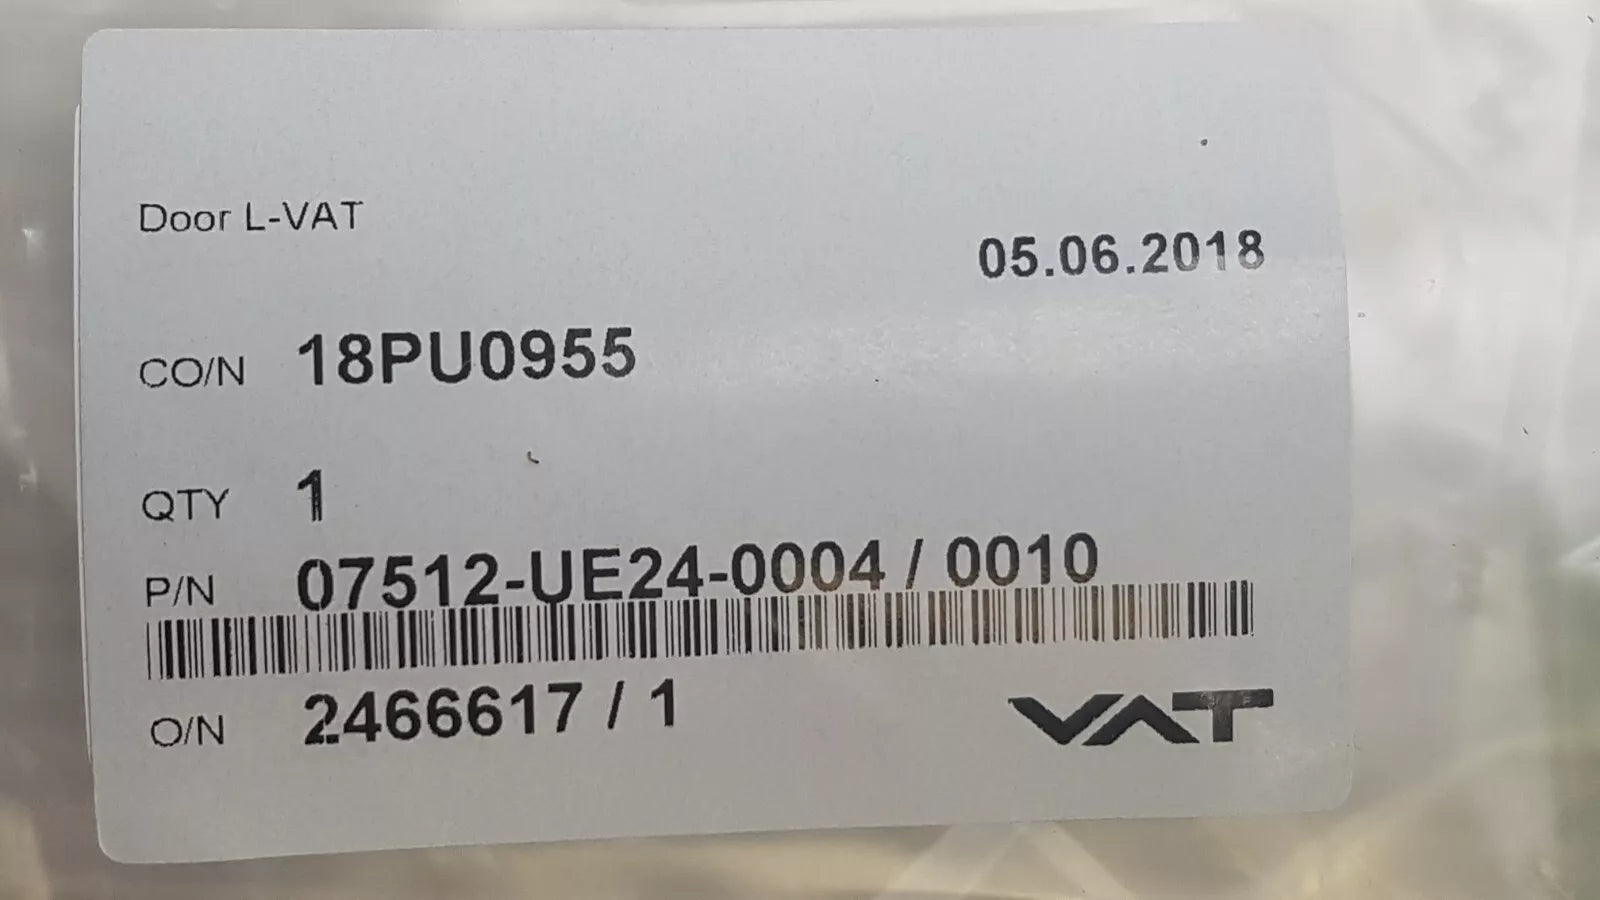 Door L-VAT
05.06.2018
CO/N 18PU0955
QTY 1
P/N 07512-UE24-0004 / 0010
O/N 2466617 / 1
VAT